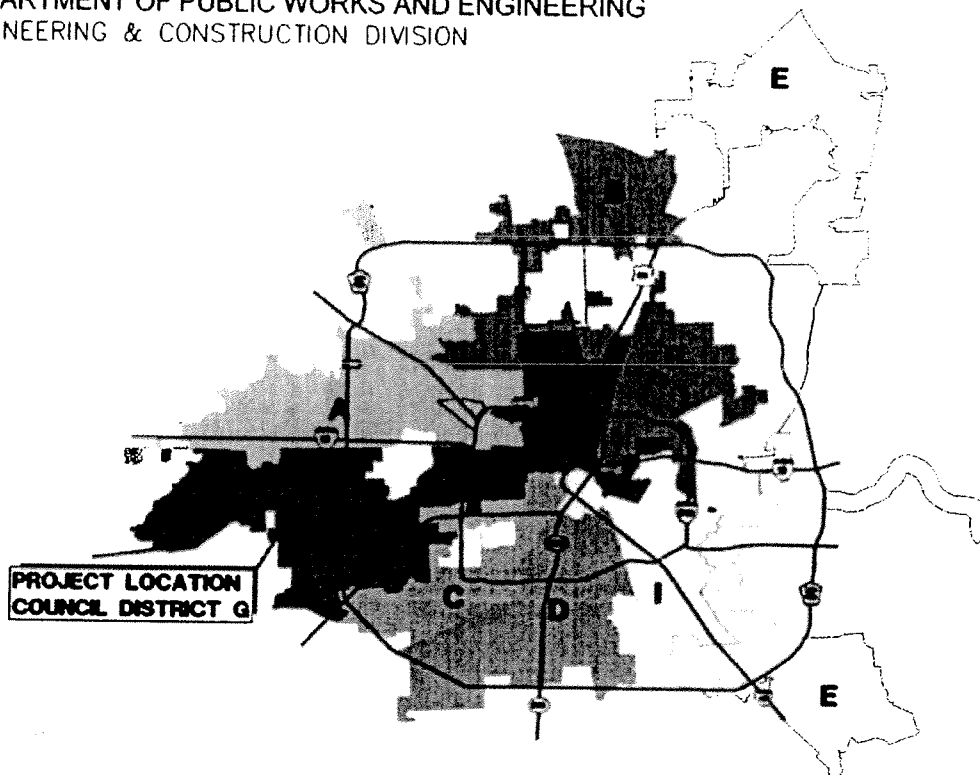 ARTMENT OF PUBLIC WORKS AND ENGINEERING
NEERING & CONSTRUCTION DIVISION
E
A
PROJECT LOCATION
COUNCIL DISTRICT G
C
D
I
E